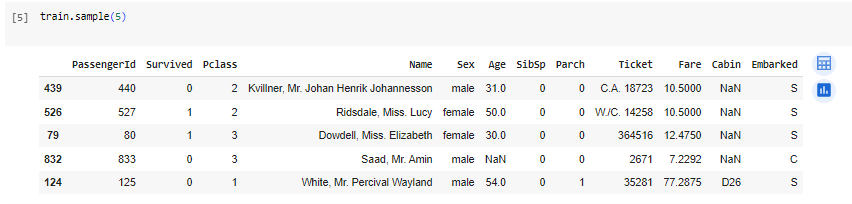 [5] train.sample(5)
PassengerId Survived Pclass Name Sex Age SibSp Parch Ticket Fare Cabin Embarked
439 440 0 2 Kvillner, Mr. Johan Henrik Johannesson male 31.0 0 0 C.A. 18723 10.5000 NaN S
526 527 1 2 Ridsdale, Miss. Lucy female 50.0 0 0 W./C. 14258 10.5000 NaN S
79 80 1 3 Dowdell, Miss. Elizabeth female 30.0 0 0 364516 12.4750 NaN S
832 833 0 3 Saad, Mr. Amin male NaN 0 0 2671 7.2292 NaN C
124 125 0 1 White, Mr. Percival Wayland male 54.0 0 1 35281 77.2875 D26 S